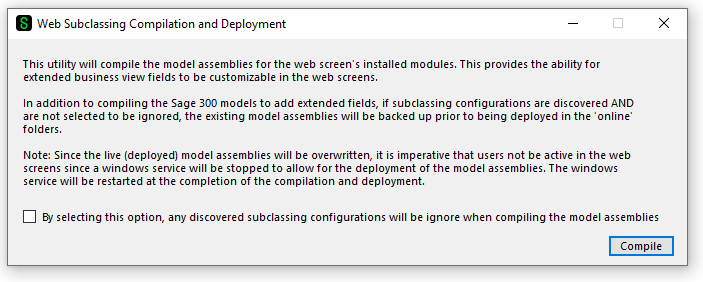 S Web Subclassing Compilation and Deployment
This utility will compile the model assemblies for the web screen's installed modules. This provides the ability for
extended business view fields to be customizable in the web screens.
In addition to compiling the Sage 300 models to add extended fields, if subclassing configurations are discovered AND
are not selected to be ignored, the existing model assemblies will be backed up prior to being deployed in the 'online'
folders.
Note: Since the live (deployed) model assemblies will be overwritten, it is imperative that users not be active in the web
screens since a windows service will be stopped to allow for the deployment of the model assemblies. The windows
service will be restarted at the completion of the compilation and deployment.
By selecting this option, any discovered subclassing configurations will be ignore when compiling the model assemblies
Compile